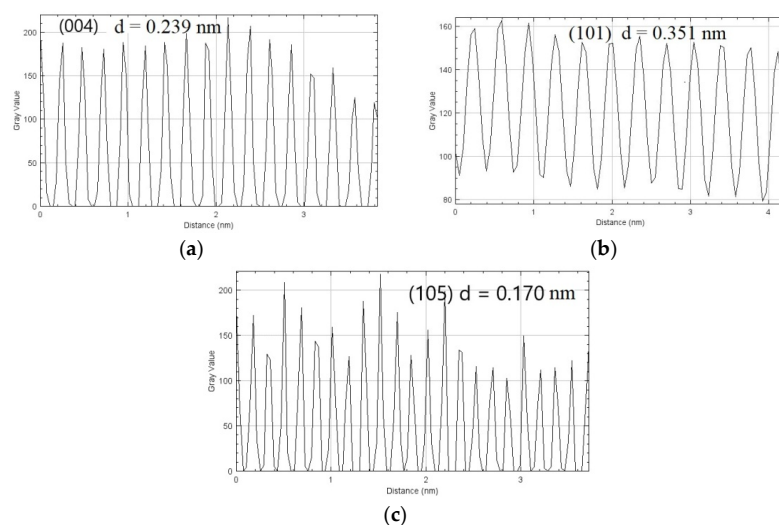 (004) d = 0.239 nm
200
150
100
50
0
Gray Value
0
1
2
3
Distance (nm)
(a)
(101) d = 0.351 nm
160
140
120
100
80
Gray Value
0
1
2
3
4
Distance (nm)
(b)
(105) d = 0.170 nm
200
150
100
50
0
Gray Value
0
1
2
3
Distance (nm)
(c)